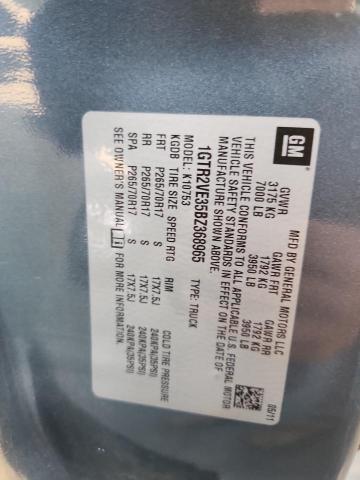 GM
MFD BY GENERAL MOTORS LLC 05/11
GVWR GAWR FRT GAWR RR
3175 KG 1792 KG 1792 KG
7000 LB 3950 LB 3950 LB
THIS VEHICLE CONFORMS TO ALL APPLICABLE U.S. FEDERAL MOTOR
VEHICLE SAFETY STANDARDS IN EFFECT ON THE DATE OF
MANUFACTURE SHOWN ABOVE.
1GTR2VE35BZ368965 TYPE: TRUCK
MODEL: K10753
KGDB TIRE SIZE SPEED RTG RIM COLD TIRE PRESSURE
FRT P265/70R17 S 17X7.5J 240KPA(35PSI)
RR P265/70R17 S 17X7.5J 240KPA(35PSI)
SPA P265/70R17 S 17X7.5J 240KPA(35PSI)
SEE OWNER'S MANUAL FOR MORE INFORMATION.